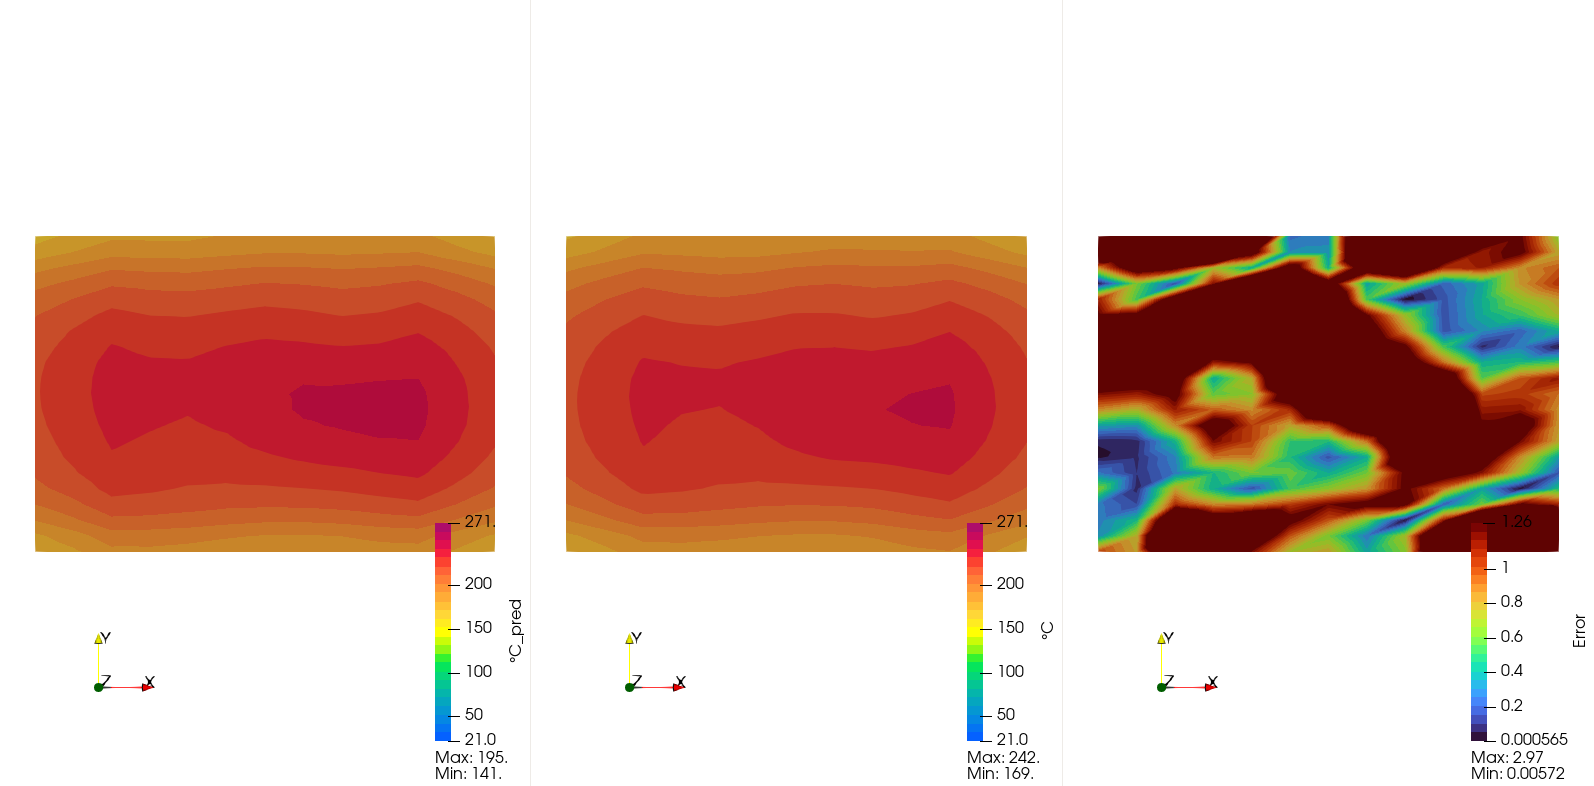 271.
200
150
100
50
21.0
°C_pred
Max: 195.
Min: 141.
Y
Z
X
271.
200
150
100
50
21.0
°C
Max: 242.
Min: 169.
Y
Z
X
1.26
1
0.8
0.6
0.4
0.2
0.000565
Error
Max: 2.97
Min: 0.00572
Y
Z
X